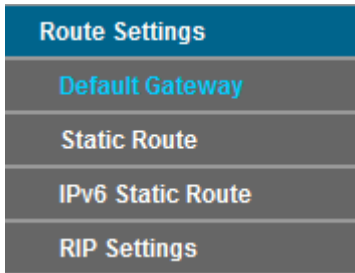 Route Settings
Default Gateway
Static Route
IPv6 Static Route
RIP Settings